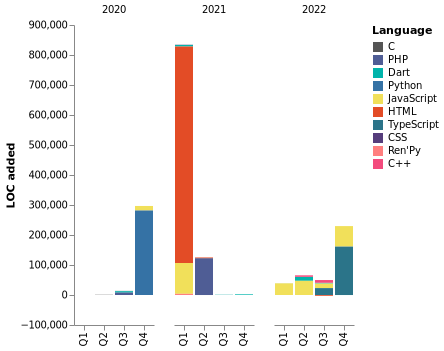 2020 2021 2022
900,000
800,000
700,000
600,000
500,000
400,000
300,000
200,000
100,000
0
−100,000
LOC added
Q1 Q2 Q3 Q4 Q1 Q2 Q3 Q4 Q1 Q2 Q3 Q4
Language
C
PHP
Dart
Python
JavaScript
HTML
TypeScript
CSS
Ren'Py
C++